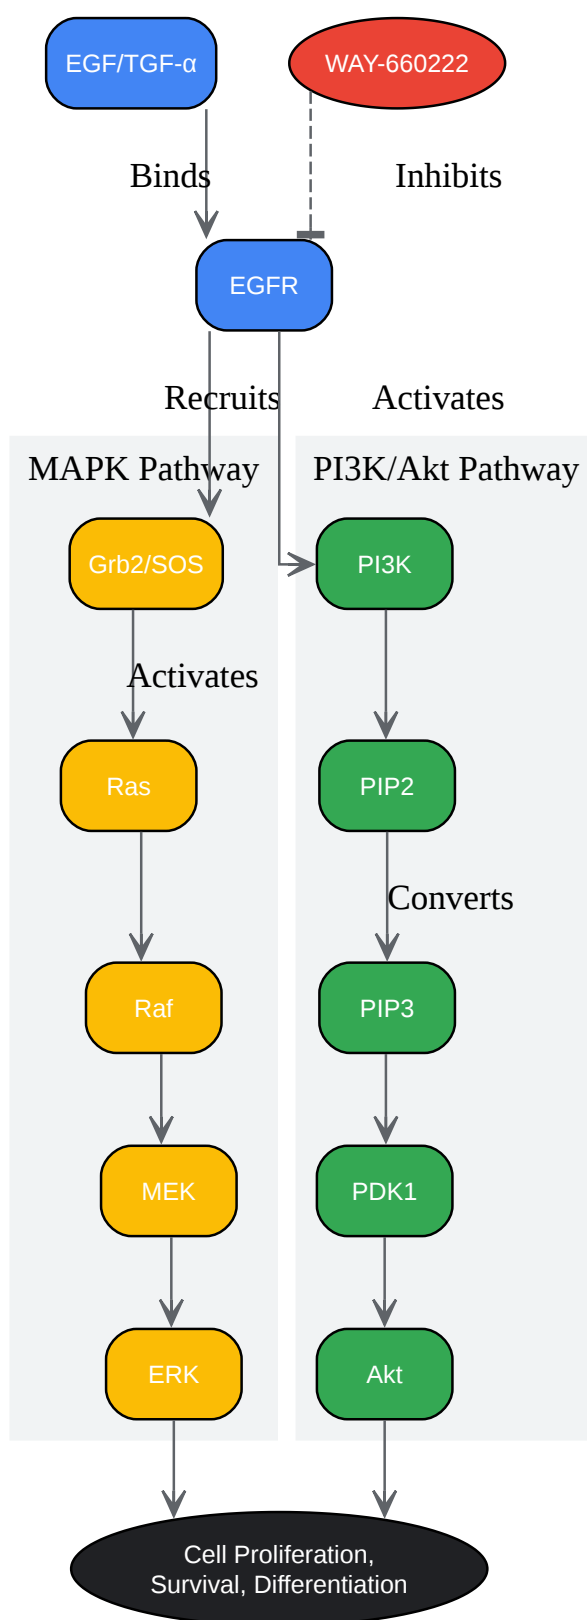 EGF/TGF-α
WAY-660222
Binds
Inhibits
EGFR
Recruits
Activates
MAPK Pathway
PI3K/Akt Pathway
Grb2/SOS
PI3K
Activates
Ras
PIP2
Converts
Raf
PIP3
MEK
PDK1
ERK
Akt
Cell Proliferation,
Survival, Differentiation